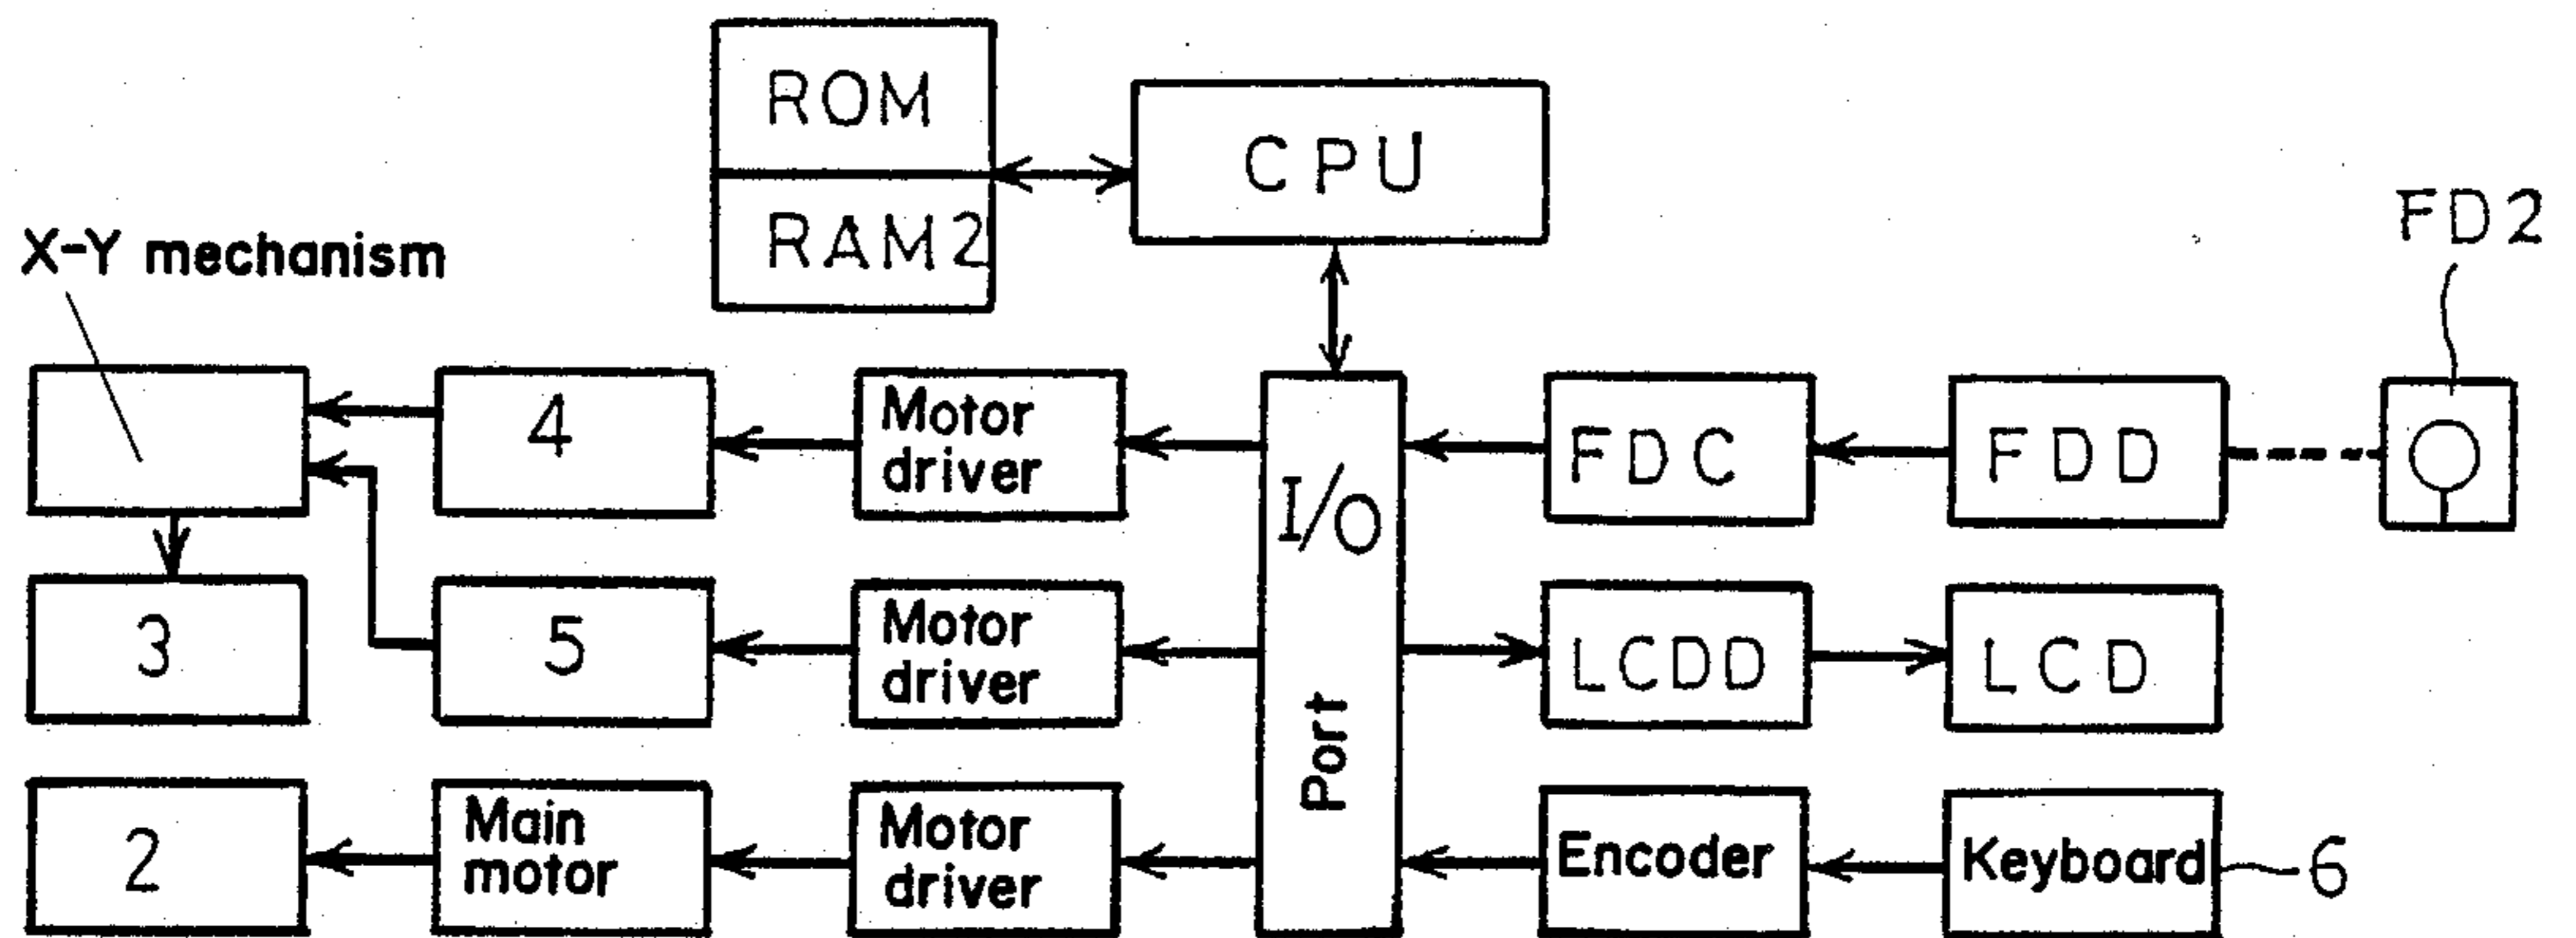 ROM
RAM2
CPU
X-Y mechanism
FD2
4
Motor
driver
I/O
Port
FDC
FDD
3
5
Motor
driver
LCDD
LCD
2
Main
motor
Motor
driver
Encoder
Keyboard
6